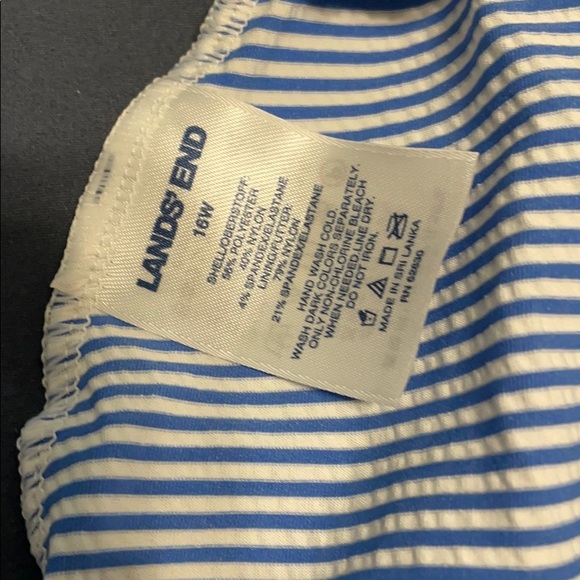 LANDS' END
16W
SHELL/OBERSTOFF:
56% POLYESTER
40% NYLON
4% SPANDEX/ELASTANE
LINING/FUTTER:
79% NYLON
21% SPANDEX/ELASTANE
HAND WASH COLD
WASH DARK COLORS SEPARATELY.
ONLY NON-CHLORINE BLEACH
WHEN NEEDED.LINE DRY.
DO NOT IRON.
MADE IN SRI LANKA
RN 62830